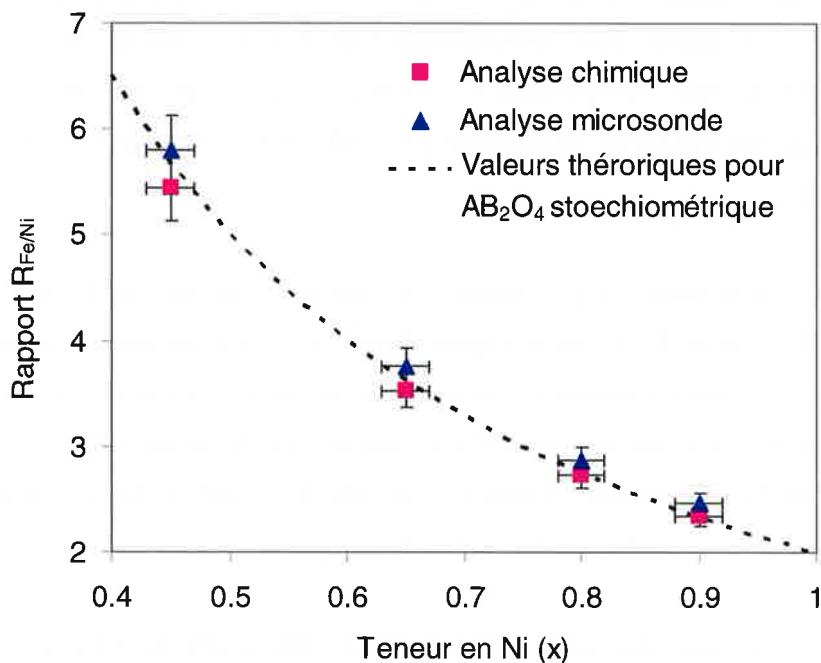 7
6
5
4
3
2
Rapport RFe/Ni
Analyse chimique
Analyse microsonde
Valeurs théroriques pour
AB₂O₄ stoechiométrique
0.4 0.5 0.6 0.7 0.8 0.9 1
Teneur en Ni (x)